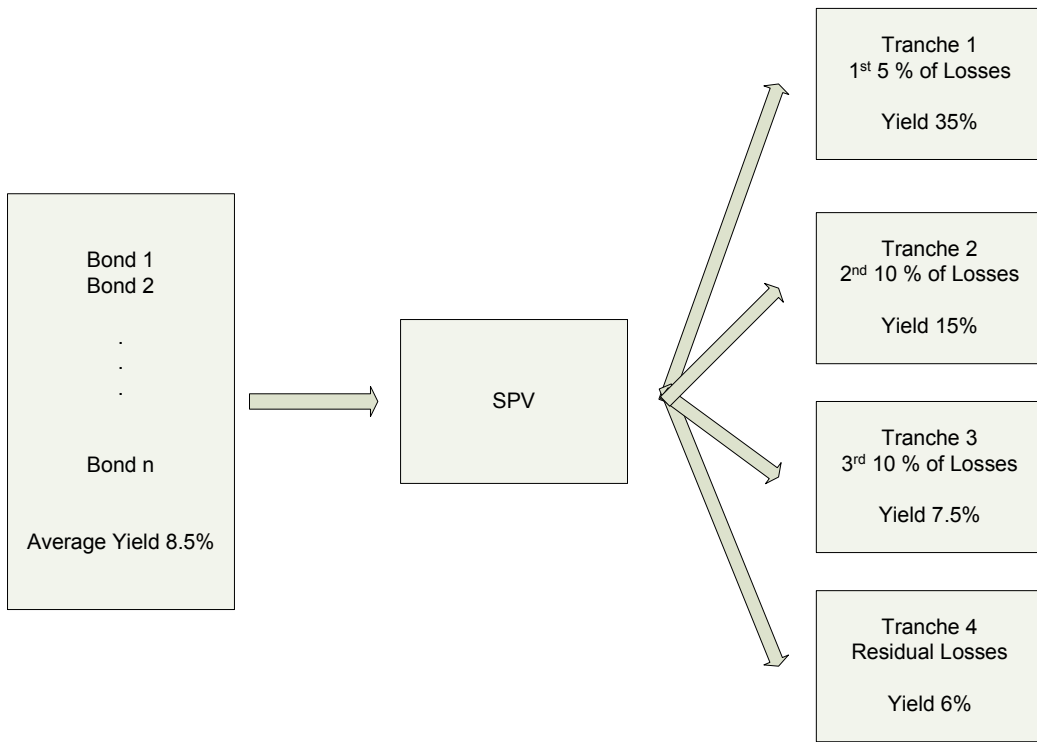 Bond 1
Bond 2
.
.
.
Bond n
Average Yield 8.5%
SPV
Tranche 1
1st 5 % of Losses
Yield 35%
Tranche 2
2nd 10 % of Losses
Yield 15%
Tranche 3
3rd 10 % of Losses
Yield 7.5%
Tranche 4
Residual Losses
Yield 6%